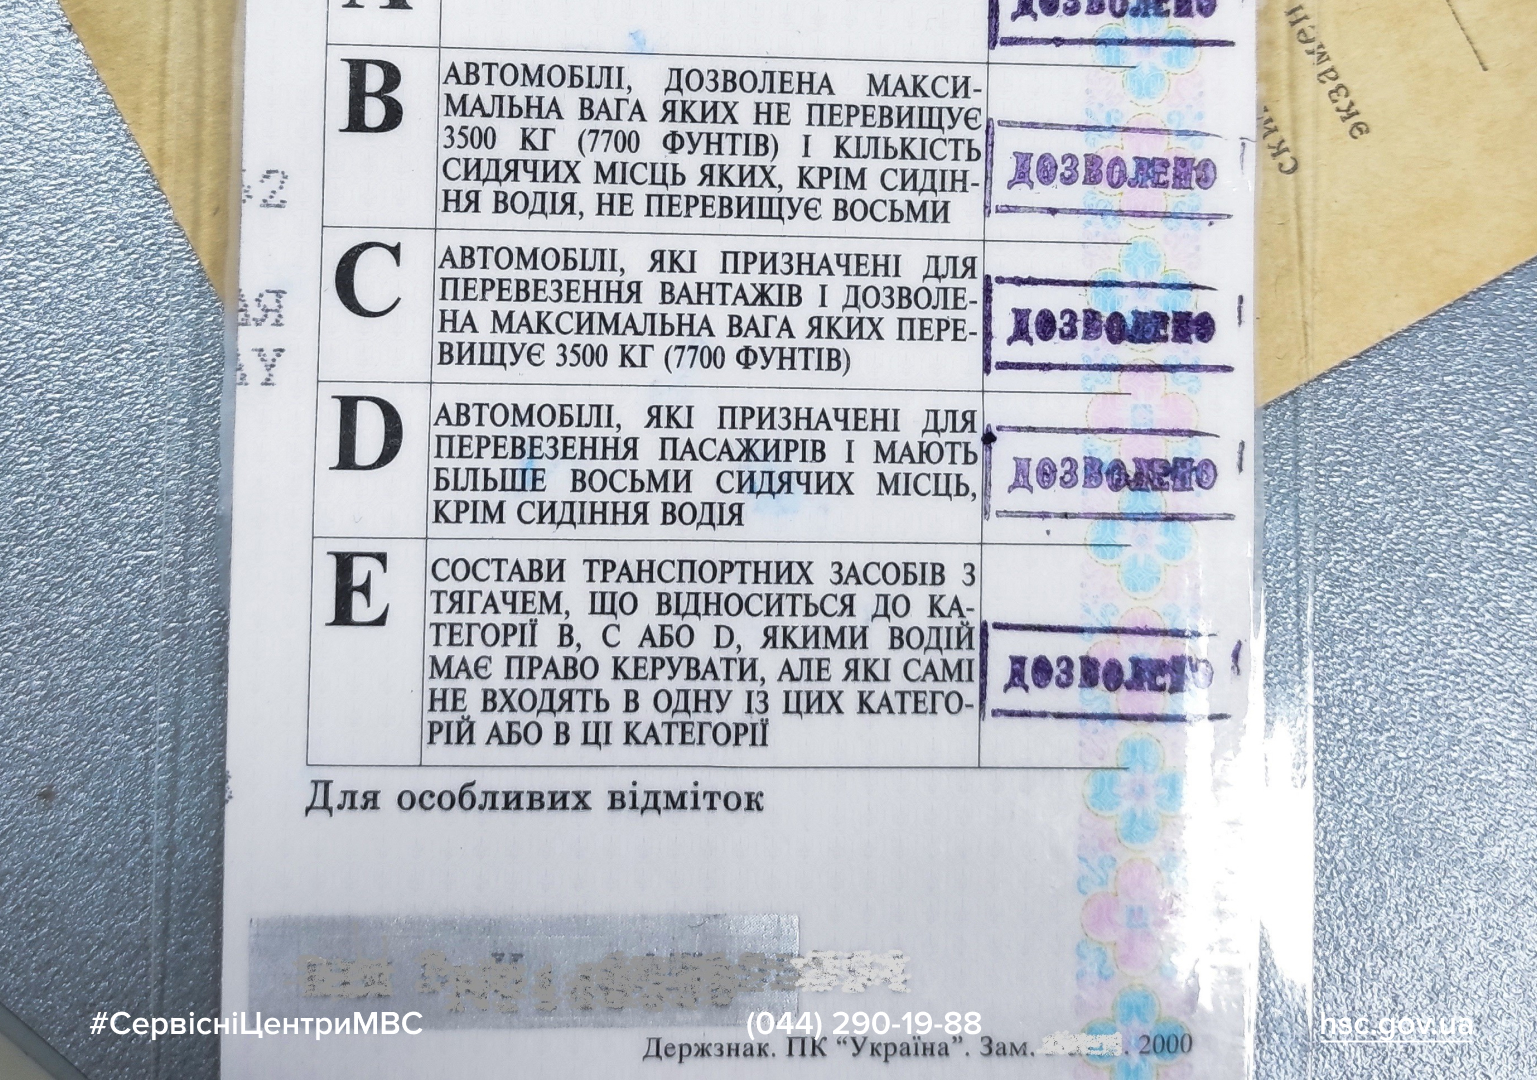 А
ДОЗВОЛЕНО
В
АВТОМОБІЛІ, ДОЗВОЛЕНА МАКСИ-
МАЛЬНА ВАГА ЯКИХ НЕ ПЕРЕВИЩУЄ
3500 КГ (7700 ФУНТІВ) І КІЛЬКІСТЬ
СИДЯЧИХ МІСЦЬ ЯКИХ, КРІМ СИДІН-
НЯ ВОДІЯ, НЕ ПЕРЕВИЩУЄ ВОСЬМИ
ДОЗВОЛЕНО
С
АВТОМОБІЛІ, ЯКІ ПРИЗНАЧЕНІ ДЛЯ
ПЕРЕВЕЗЕННЯ ВАНТАЖІВ І ДОЗВОЛЕ-
НА МАКСИМАЛЬНА ВАГА ЯКИХ ПЕРЕ-
ВИЩУЄ 3500 КГ (7700 ФУНТІВ)
ДОЗВОЛЕНО
D
АВТОМОБІЛІ, ЯКІ ПРИЗНАЧЕНІ ДЛЯ
ПЕРЕВЕЗЕННЯ ПАСАЖИРІВ І МАЮТЬ
БІЛЬШЕ ВОСЬМИ СИДЯЧИХ МІСЦЬ,
КРІМ СИДІННЯ ВОДІЯ
ДОЗВОЛЕНО
Е
СОСТАВИ ТРАНСПОРТНИХ ЗАСОБІВ З
ТЯГАЧЕМ, ЩО ВІДНОСИТЬСЯ ДО КА-
ТЕГОРІЇ В, С АБО D, ЯКИМИ ВОДІЙ
МАЄ ПРАВО КЕРУВАТИ, АЛЕ ЯКІ САМІ
НЕ ВХОДЯТЬ В ОДНУ ІЗ ЦИХ КАТЕГО-
РІЙ АБО В ЦІ КАТЕГОРІЇ
ДОЗВОЛЕНО
Для особливих відміток
#СервісніЦентриМВС
(044) 290-19-88
hsc.gov.ua
Держзнак. ПК “Україна”. Зам. 2000
экзамен